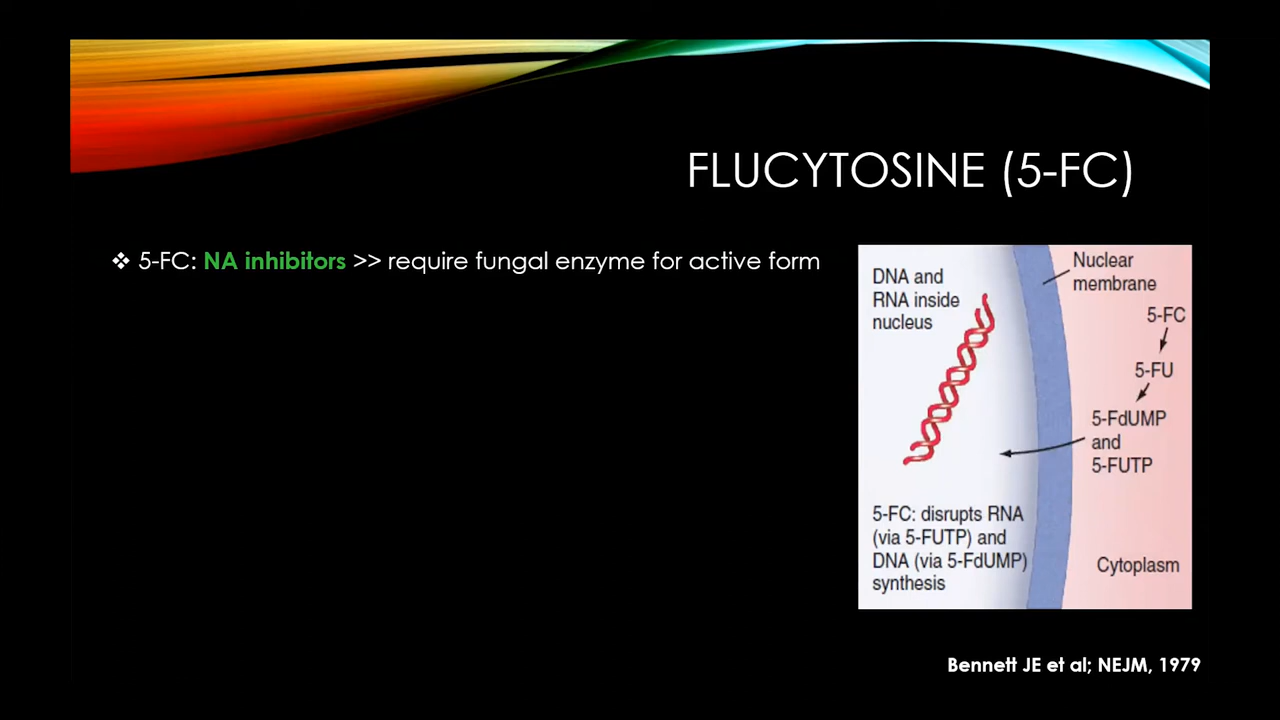 FLUCYTOSINE (5-FC)
❖ 5-FC: NA inhibitors >> require fungal enzyme for active form
DNA and
RNA inside
nucleus
Nuclear
membrane
5-FC
5-FU
5-FdUMP
and
5-FUTP
5-FC: disrupts RNA
(via 5-FUTP) and
DNA (via 5-FdUMP)
synthesis
Cytoplasm
Bennett JE et al; NEJM, 1979